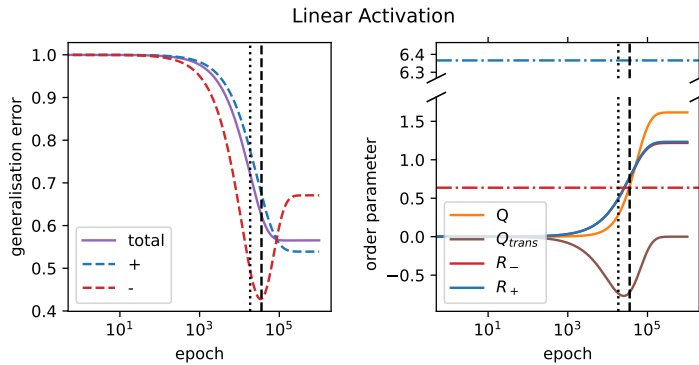 Linear Activation
generalisation error
1.0
0.9
0.8
0.7
0.6
0.5
0.4
total
+
-
10^1
10^3
10^5
epoch
order parameter
6.4
6.3
1.5
1.0
0.5
0.0
−0.5
Q
Q_{trans}
R_−
R_+
10^1
10^3
10^5
epoch